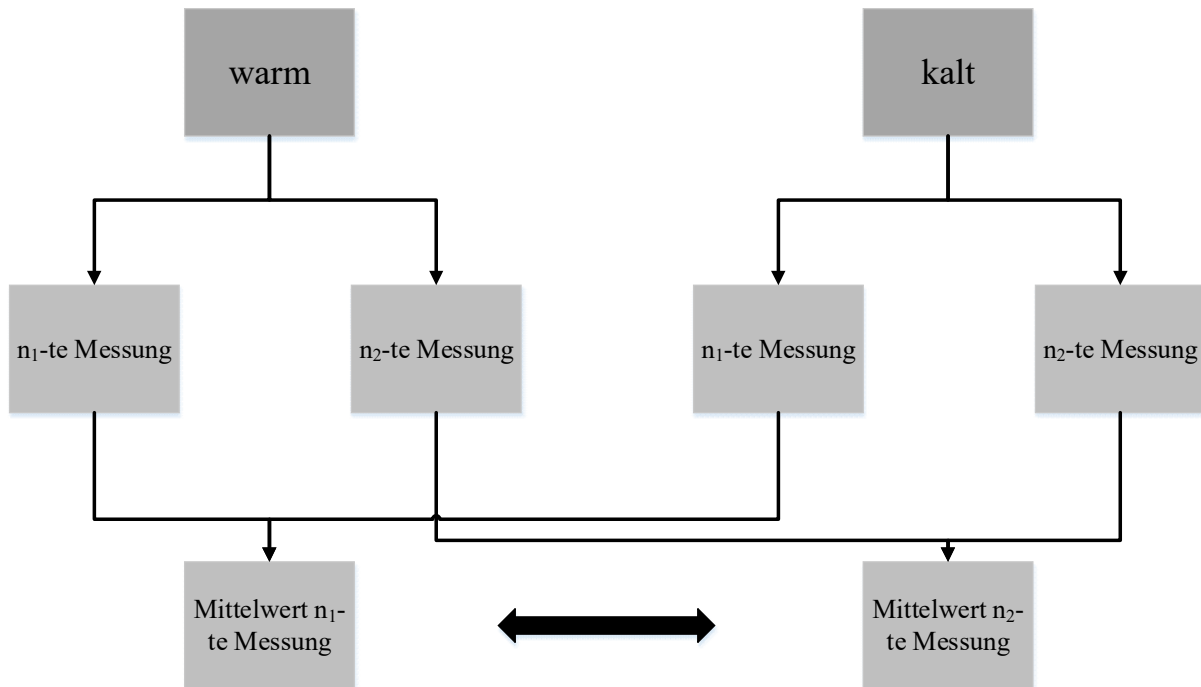 warm
kalt
n₁-te Messung
n₂-te Messung
n₁-te Messung
n₂-te Messung
Mittelwert n₁-
te Messung
Mittelwert n₂-
te Messung